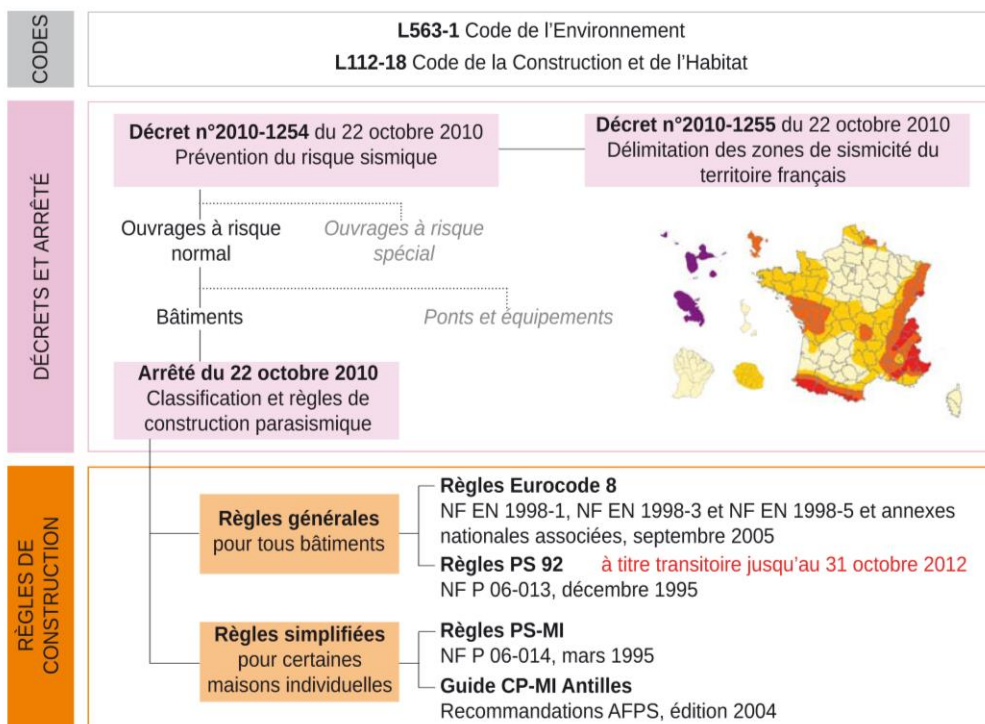 CODES
L563-1 Code de l'Environnement
L112-18 Code de la Construction et de l'Habitat
DÉCRETS ET ARRÊTÉ
Décret n°2010-1254 du 22 octobre 2010
Prévention du risque sismique
Décret n°2010-1255 du 22 octobre 2010
Délimitation des zones de sismicité du
territoire français
Ouvrages à risque
normal
Ouvrages à risque
spécial
Bâtiments
Ponts et équipements
Arrêté du 22 octobre 2010
Classification et règles de
construction parasismique
RÈGLES DE
CONSTRUCTION
Règles générales
pour tous bâtiments
Règles Eurocode 8
NF EN 1998-1, NF EN 1998-3 et NF EN 1998-5 et annexes
nationales associées, septembre 2005
Règles PS 92 à titre transitoire jusqu'au 31 octobre 2012
NF P 06-013, décembre 1995
Règles simplifiées
pour certaines
maisons individuelles
Règles PS-MI
NF P 06-014, mars 1995
Guide CP-MI Antilles
Recommandations AFPS, édition 2004